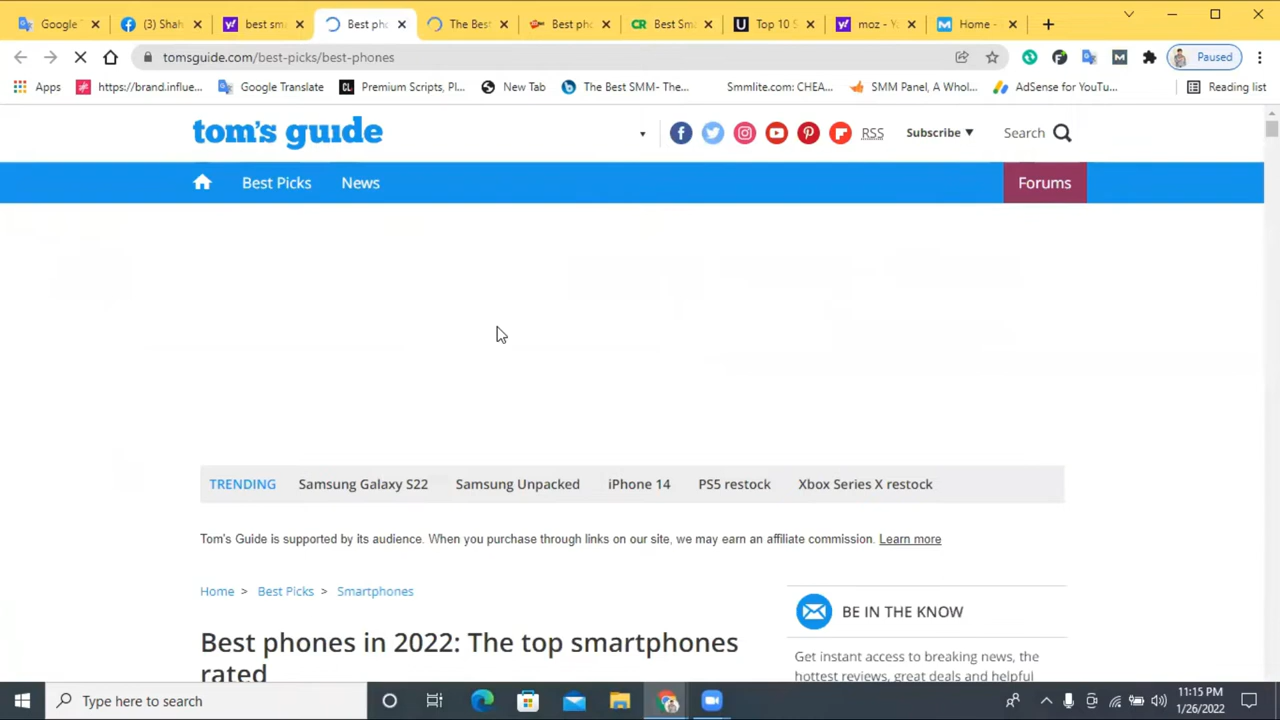 Google
(3) Shah
best sm
Best pho
The Best
Best pho
Best Sma
Top 10 S
moz - Y
Home -
tomsguide.com/best-picks/best-phones
Paused
Apps
https://brand.influe...
Google Translate
Premium Scripts, Pl...
New Tab
The Best SMM- The...
Smmlite.com: CHEA...
SMM Panel, A Whol...
AdSense for YouTu...
Reading list
tom's guide
RSS
Subscribe
Search
Best Picks
News
Forums
TRENDING Samsung Galaxy S22 Samsung Unpacked iPhone 14 PS5 restock Xbox Series X restock
Tom's Guide is supported by its audience. When you purchase through links on our site, we may earn an affiliate commission. Learn more
Home > Best Picks > Smartphones
Best phones in 2022: The top smartphones
rated
BE IN THE KNOW
Get instant access to breaking news, the
hottest reviews, great deals and helpful
Type here to search
11:15 PM
1/26/2022